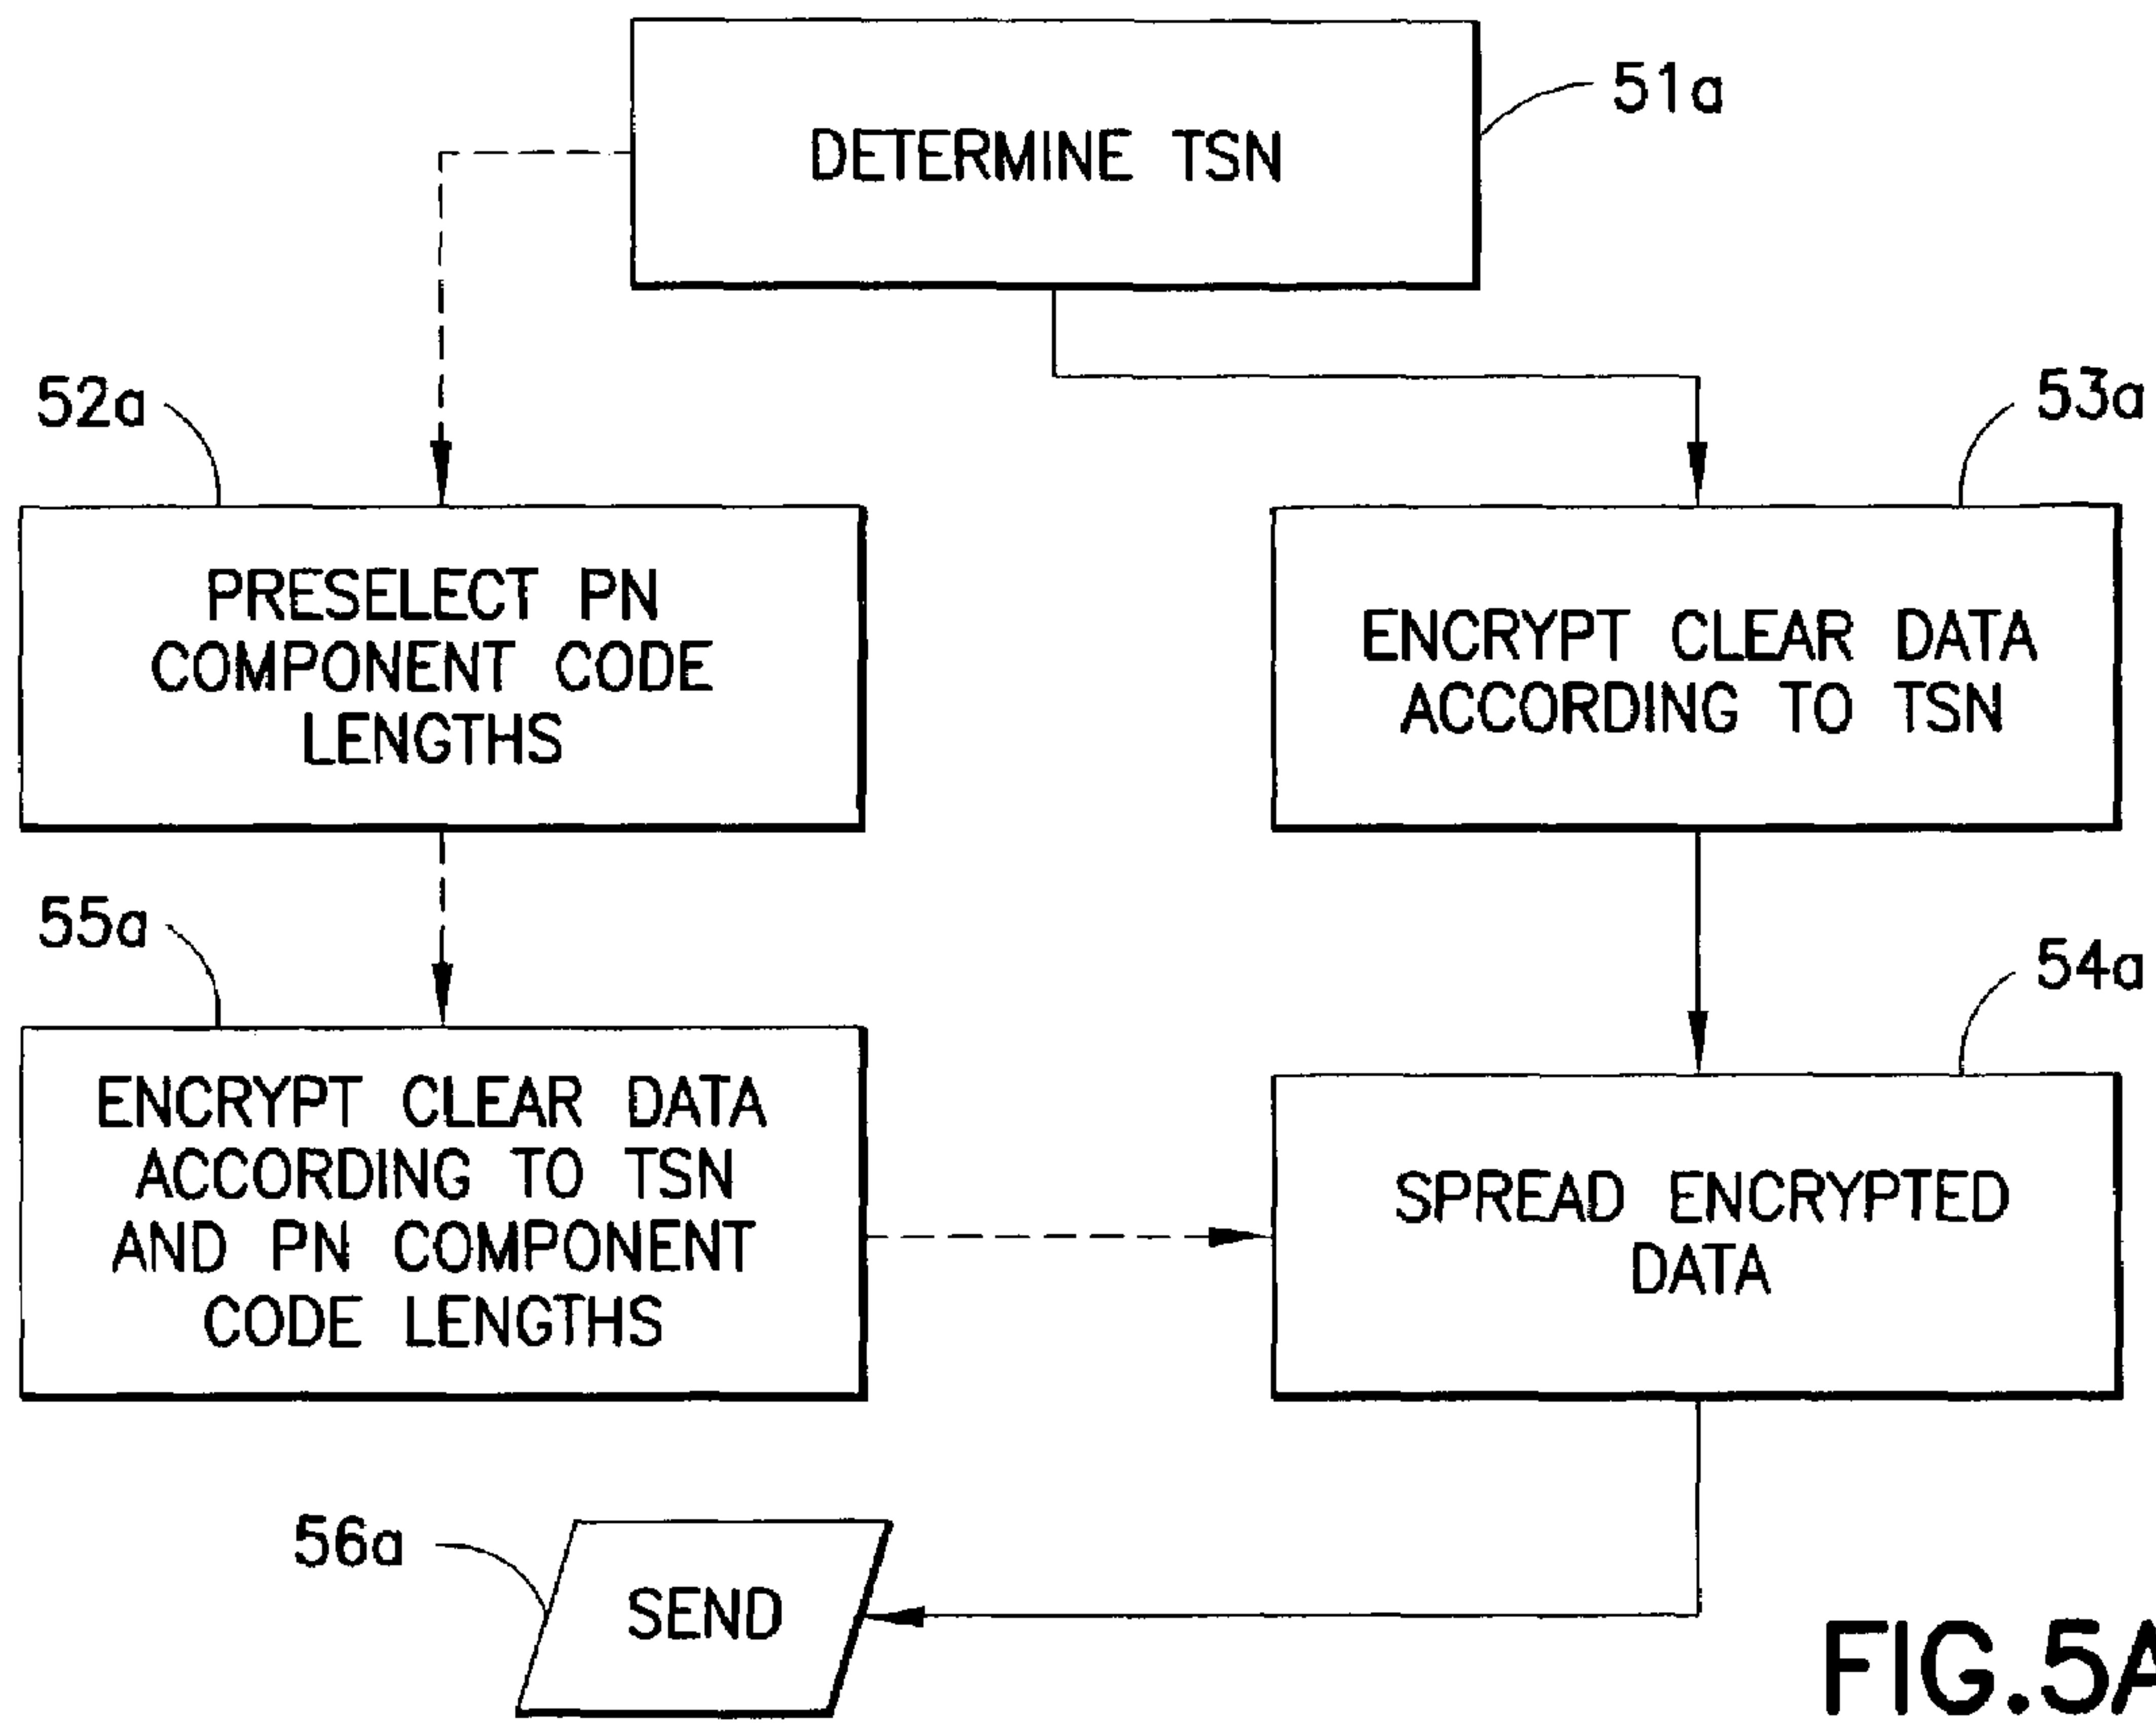 DETERMINE TSN
51a
52a
PRESELECT PN
COMPONENT CODE
LENGTHS
53a
ENCRYPT CLEAR DATA
ACCORDING TO TSN
55a
ENCRYPT CLEAR DATA
ACCORDING TO TSN
AND PN COMPONENT
CODE LENGTHS
54a
SPREAD ENCRYPTED
DATA
56a
SEND
FIG.5A